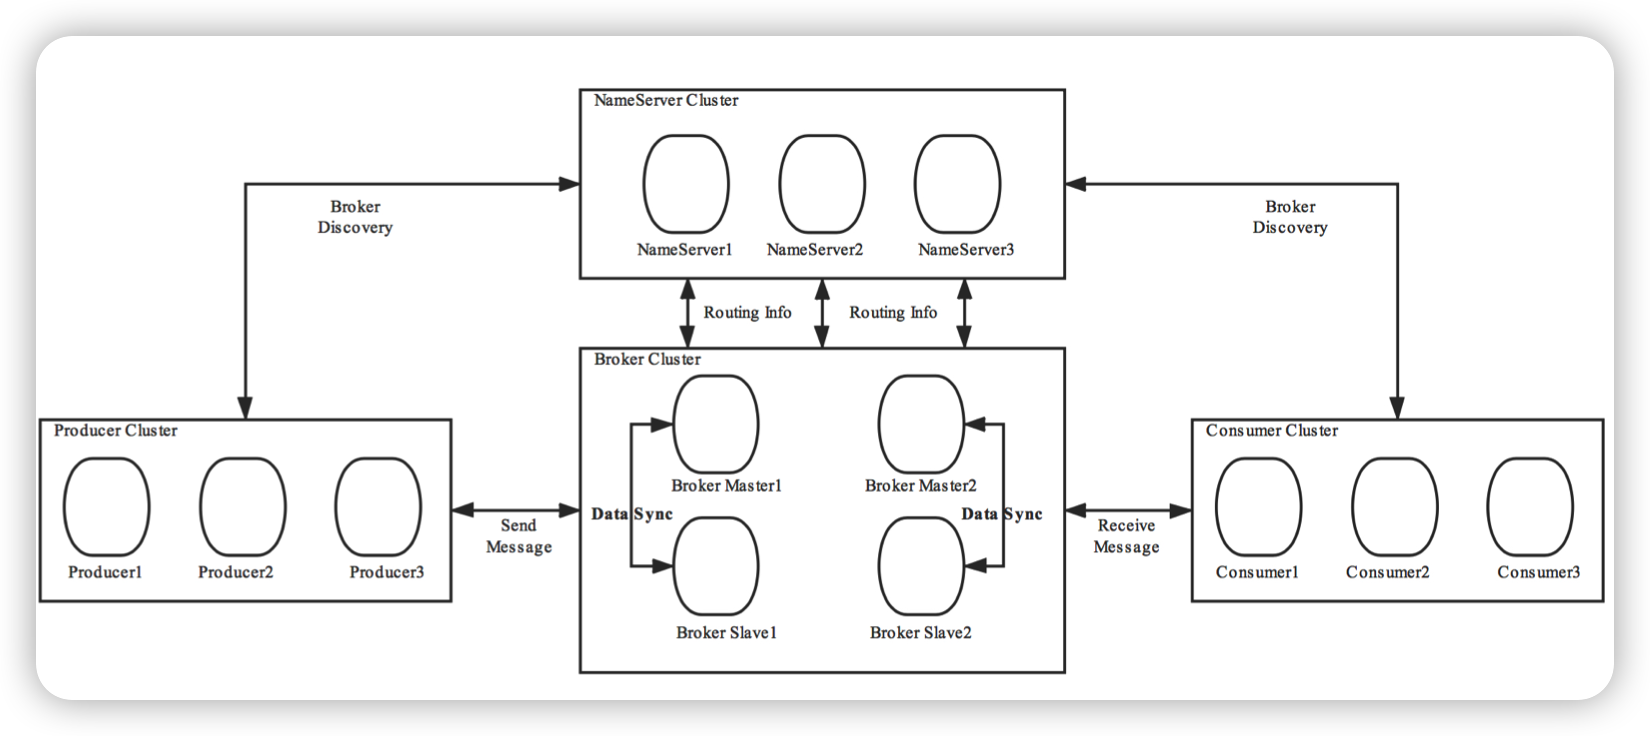 NameServer Cluster
NameServer1
NameServer2
NameServer3
Broker
Discovery
Broker
Discovery
Routing Info
Routing Info
Broker Cluster
Broker Master1
Broker Master2
Data Sync
Data Sync
Broker Slave1
Broker Slave2
Producer Cluster
Producer1
Producer2
Producer3
Send
Message
Receive
Message
Consumer Cluster
Consumer1
Consumer2
Consumer3